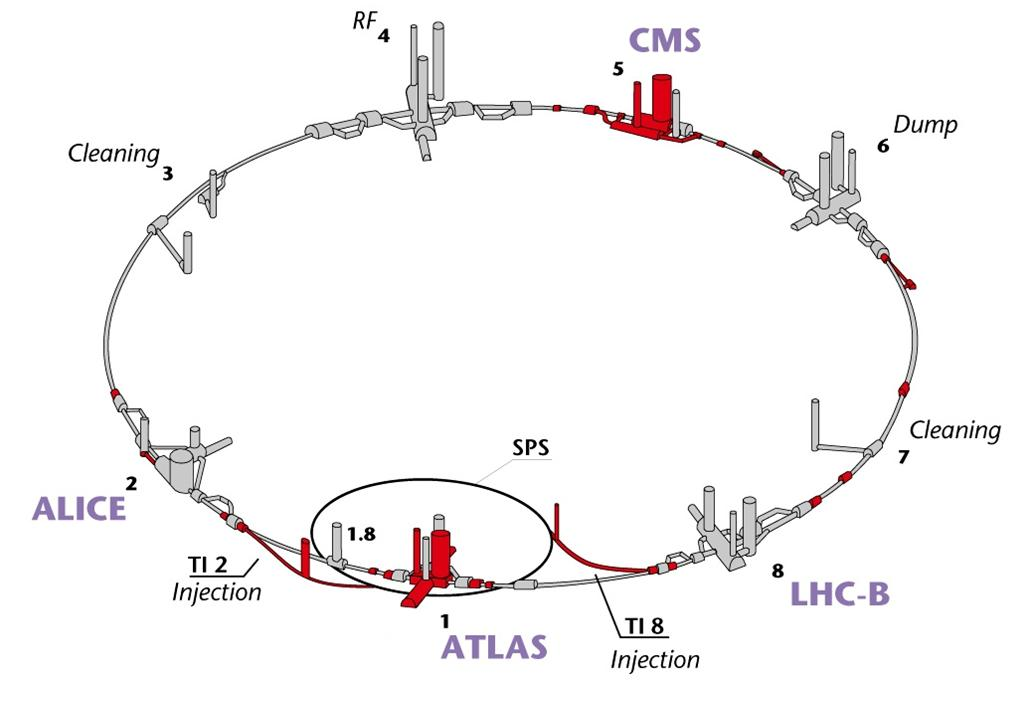 RF
4
CMS
5
Dump
6
Cleaning
3
Cleaning
7
SPS
2
ALICE
1.8
TI 2
Injection
8
LHC-B
1
ATLAS
TI 8
Injection